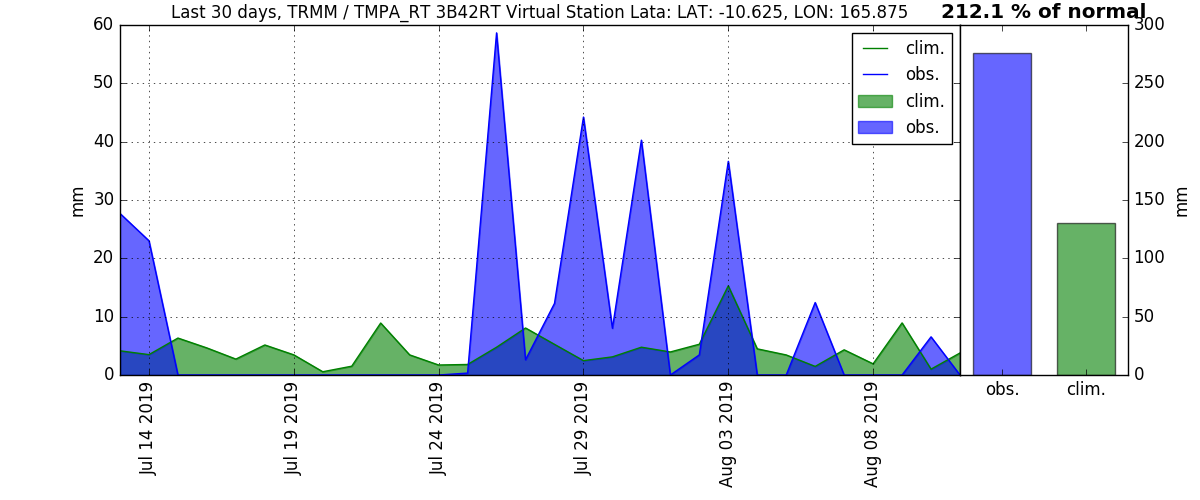 Last 30 days, TRMM / TMPA_RT 3B42RT Virtual Station Lata: LAT: -10.625, LON: 165.875
212.1 % of normal
60
50
40
30
20
10
0
mm
clim.
obs.
clim.
obs.
300
250
200
150
100
50
0
mm
Jul 14 2019
Jul 19 2019
Jul 24 2019
Jul 29 2019
Aug 03 2019
Aug 08 2019
obs.
clim.